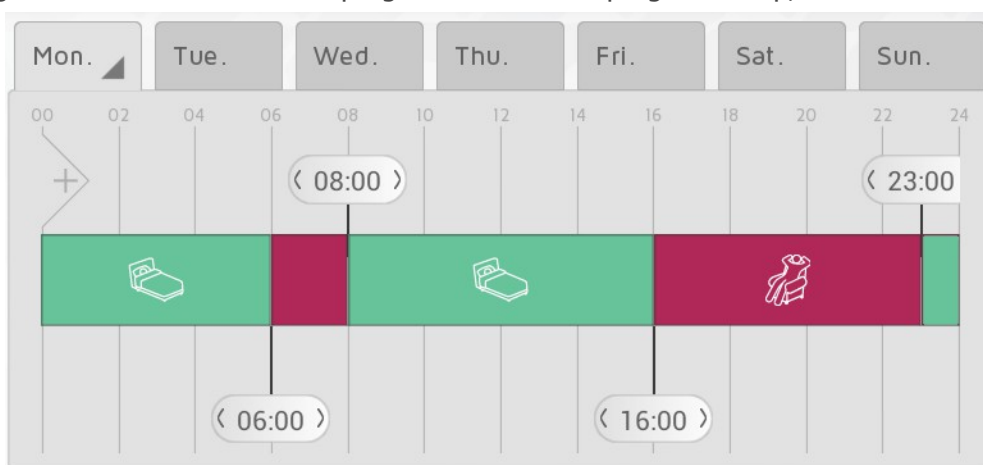 Mon. Tue. Wed. Thu. Fri. Sat. Sun.
00 02 04 06 08 10 12 14 16 18 20 22 24
+
< 08:00 > < 23:00
< 06:00 > < 16:00 >